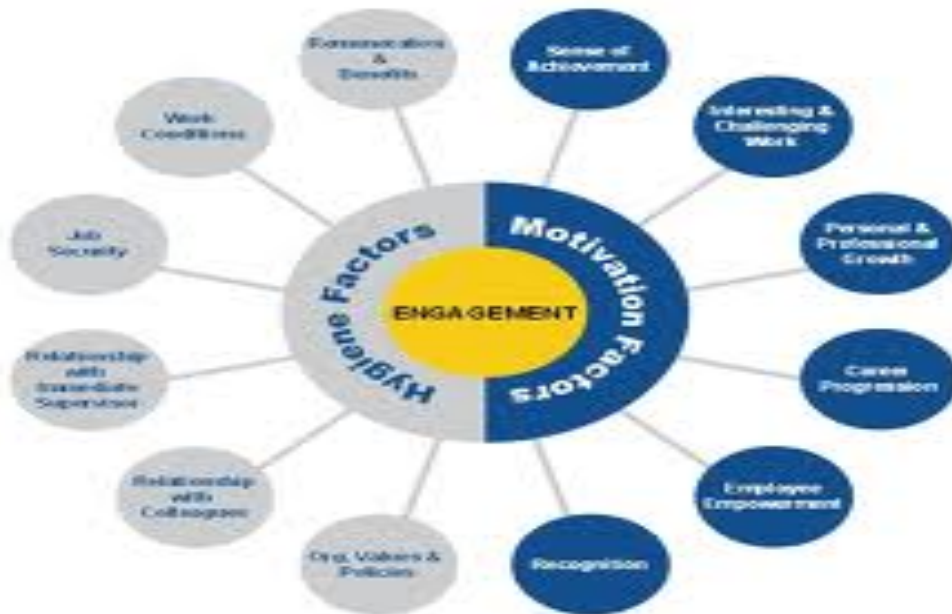 Remuneration
&
Benefits
Sense of
Achievement
Work
Conditions
Interesting &
Challenging
Work
Job
Security
Personal &
Professional
Growth
Hygiene Factors
ENGAGEMENT
Motivation Factors
Relationship
with
Immediate
Supervisor
Career
Progression
Relationship
with
Colleagues
Employee
Empowerment
Org. Values &
Policies
Recognition